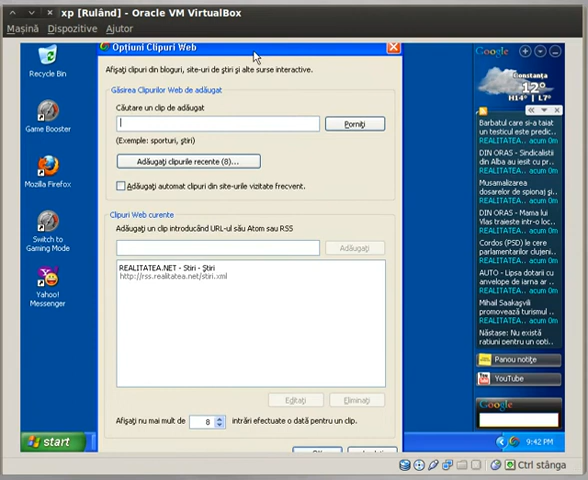 xp [Rulând] - Oracle VM VirtualBox
Mașină Dispozitive Ajutor
Recycle Bin
Game Booster
Mozilla Firefox
Switch to
Gaming Mode
Yahoo!
Messenger
Opțiuni Clipuri Web
Afișați clipuri din bloguri, site-uri de știri și alte surse interactive.
Găsirea Clipurilor Web de adăugat
Căutare un clip de adăugat
Porniți
(Exemple: sporturi, știri)
Adăugați clipurile recente (8)...
Adăugați automat clipuri din site-urile vizitate frecvent.
Clipuri Web curente
Adăugați un clip introducând URL-ul său Atom sau RSS
Adăugați
REALITATEA.NET - Stiri - Știri
http://rss.realitatea.net/stiri.xml
Editați
Eliminați
Afișați nu mai mult de 8 intrări efectuate o dată pentru un clip.
Google
Constanța
12°
H14° | L7°
Barbatul care si-a taiat
un testicul este predic..
REALITATEA.. acum 0m
DIN ORAS - Sindicalistii
din Alba au iesit cu pr..
REALITATEA.. acum 0m
Musamalizarea
dosarelor de spionaj ș..
REALITATEA.. acum 0m
DIN ORAS - Mama lui
Vlas traieste intr-o loc..
REALITATEA.. acum 0m
Cordos (PSD) le cere
parlamentarilor clujeni..
REALITATEA.. acum 0m
AUTO - Lipsa dotarii cu
anvelope de iarna ar ..
REALITATEA.. acum 0m
Mihail Saakașvili
promovează turismul ..
REALITATEA.. acum 0m
Năstase: Nu există
ratiuni pentru un opti..
Panou notițe
YouTube
Google
start
9:42 PM
Ctrl stânga